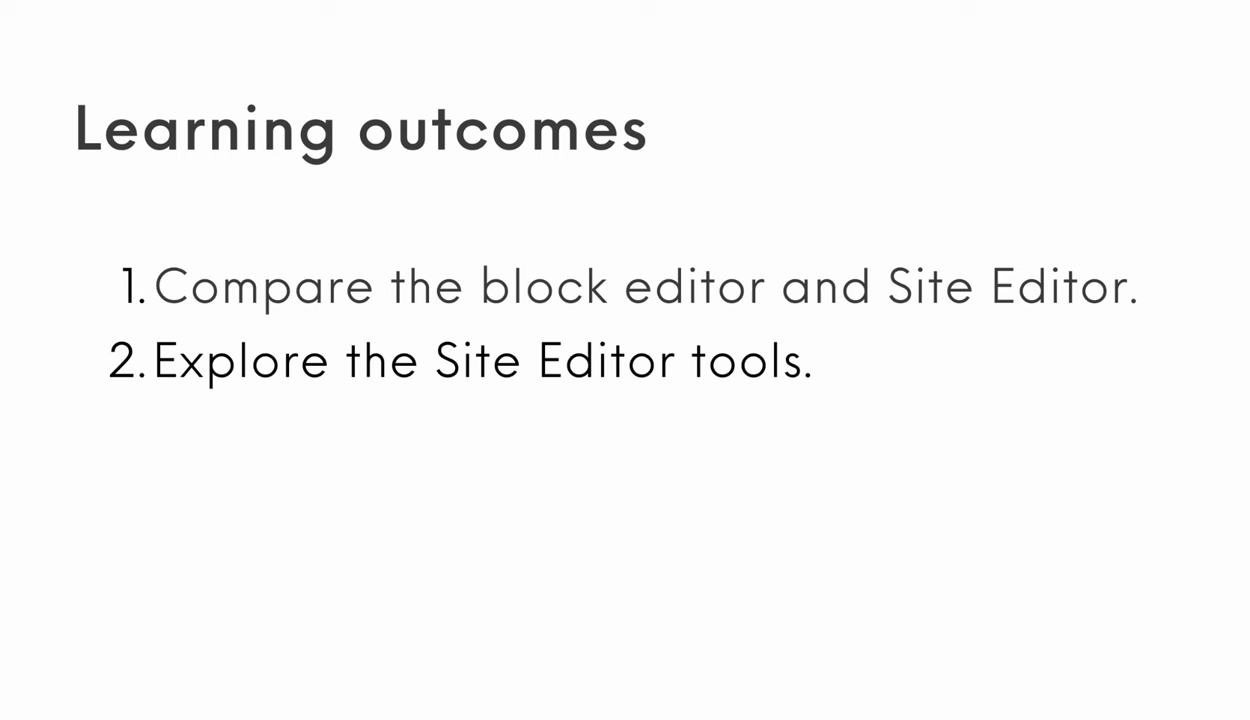 Learning outcomes
1. Compare the block editor and Site Editor.
2. Explore the Site Editor tools.